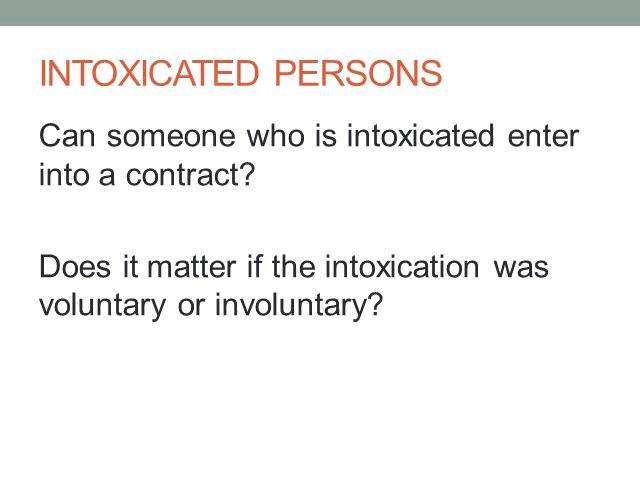 INTOXICATED PERSONS
Can someone who is intoxicated enter
into a contract?
Does it matter if the intoxication was
voluntary or involuntary?